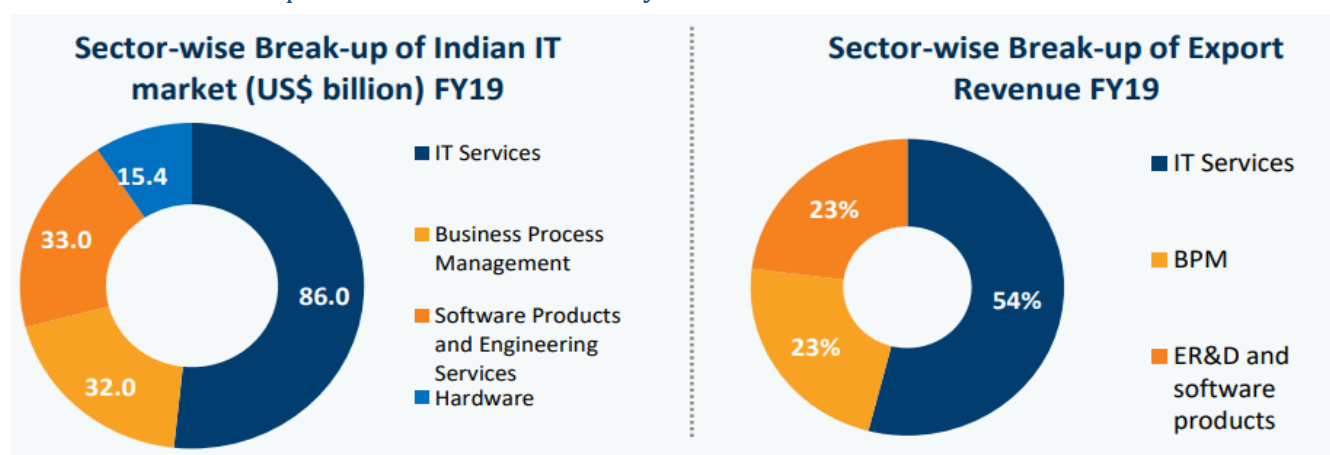 Sector-wise Break-up of Indian IT
market (US$ billion) FY19
15.4
33.0
86.0
32.0
IT Services
Business Process
Management
Software Products
and Engineering
Services
Hardware
Sector-wise Break-up of Export
Revenue FY19
23%
54%
23%
IT Services
BPM
ER&D and
software
products